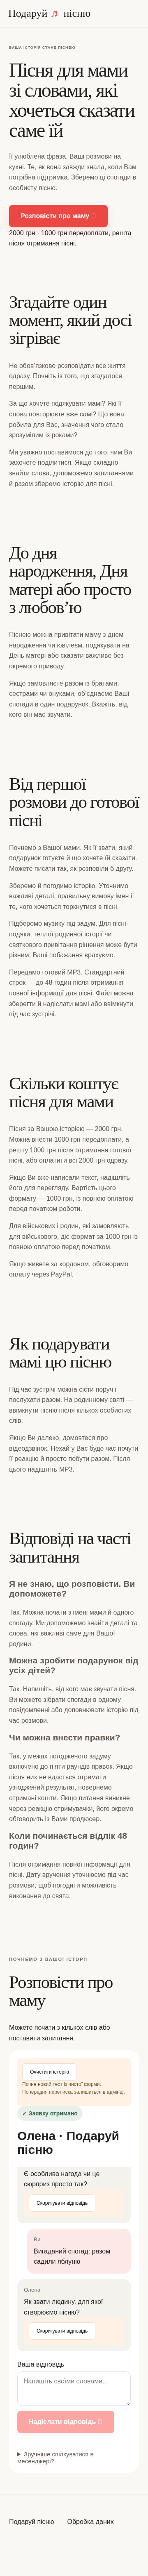 Подаруй ♫ пісню
ВАША ІСТОРІЯ СТАНЕ ПІСНЕЮ
Пісня для мами
зі словами, які
хочеться сказати
саме їй
Її улюблена фраза. Ваші розмови на
кухні. Те, як вона завжди знала, коли Вам
потрібна підтримка. Зберемо ці спогади в
особисту пісню.
Розповісти про маму
2000 грн · 1000 грн передоплати, решта
після отримання пісні.
Згадайте один
момент, який досі
зігріває
Не обов’язково розповідати все життя
одразу. Почніть із того, що згадалося
першим.
За що хочете подякувати мамі? Які її
слова повторюєте вже самі? Що вона
робила для Вас, значення чого стало
зрозумілим із роками?
Ми уважно поставимося до того, чим Ви
захочете поділитися. Якщо складно
знайти слова, допоможемо запитаннями
й разом зберемо історію для пісні.
До дня
народження, Дня
матері або просто
з любов’ю
Піснею можна привітати маму з днем
народження чи ювілеєм, подякувати на
День матері або сказати важливе без
окремого приводу.
Якщо замовляєте разом із братами,
сестрами чи онуками, об’єднаємо Ваші
спогади в один подарунок. Вкажіть, від
кого він має звучати.
Від першої
розмови до готової
пісні
Почнемо з Вашої мами. Як її звати, який
подарунок готуєте й що хочете їй сказати.
Можете писати так, як розповіли б другу.
Зберемо й погодимо історію. Уточнимо
важливі деталі, правильну вимову імен і
те, чого хочеться торкнутися в пісні.
Підберемо музику під задум. Для пісні-
подяки, теплої родинної історії чи
святкового привітання рішення може бути
різним. Ваші побажання врахуємо.
Передамо готовий MP3. Стандартний
строк — до 48 годин після отримання
повної інформації для пісні. Файл можна
зберегти й надіслати мамі або ввімкнути
під час зустрічі.
Скільки коштує
пісня для мами
Пісня за Вашою історією — 2000 грн.
Можна внести 1000 грн передоплати, а
решту 1000 грн після отримання готової
пісні, або оплатити всі 2000 грн одразу.
Якщо Ви вже написали текст, надішліть
його для перегляду. Вартість цього
формату — 1000 грн, із повною оплатою
перед початком роботи.
Для військових і родин, які замовляють
для військового, діє формат за 1000 грн із
повною оплатою перед початком.
Якщо живете за кордоном, обговоримо
оплату через PayPal.
Як подарувати
мамі цю пісню
Під час зустрічі можна сісти поруч і
послухати разом. На родинному святі —
ввімкнути пісню після кількох особистих
слів.
Якщо Ви далеко, домовтеся про
відеодзвінок. Нехай у Вас буде час почути
її реакцію й просто побути разом. Після
цього надішліть MP3.
Відповіді на часті
запитання
Я не знаю, що розповісти. Ви
допоможете?
Так. Можна почати з імені мами й одного
спогаду. Ми допоможемо знайти деталі та
слова, які важливі саме для Вашої
родини.
Можна зробити подарунок від
усіх дітей?
Так. Напишіть, від кого має звучати пісня.
Ви можете зібрати спогади в одному
повідомленні або доповнювати історію під
час розмови.
Чи можна внести правки?
Так, у межах погодженого задуму
включено до п’яти раундів правок. Якщо
після них не вдасться отримати
узгоджений результат, повернемо
отримані кошти. Якщо питання виникне
через реакцію отримувачки, його окремо
обговорить із Вами продюсер.
Коли починається відлік 48
годин?
Після отримання повної інформації для
пісні. Дату вручення уточнюємо під час
розмови, щоб погодити можливість
виконання до свята.
ПОЧНЕМО З ВАШОЇ ІСТОРІЇ
Розповісти про
маму
Можете почати з кількох слів або
поставити запитання.
Очистити історію
Почне новий тест із чистої форми.
Попередня переписка залишиться в адмінці.
✓ Заявку отримано
Олена · Подаруй
пісню
Є особлива нагода чи це
сюрприз просто так?
Скоригувати відповідь
Ви
Вигаданий спогад: разом
садили яблуню
Олена
Як звати людину, для якої
створюємо пісню?
Скоригувати відповідь
Ваша відповідь
Напишіть своїми словами…
Надіслати відповідь
▶ Зручніше спілкуватися в
месенджері?
Подаруй пісню Обробка даних